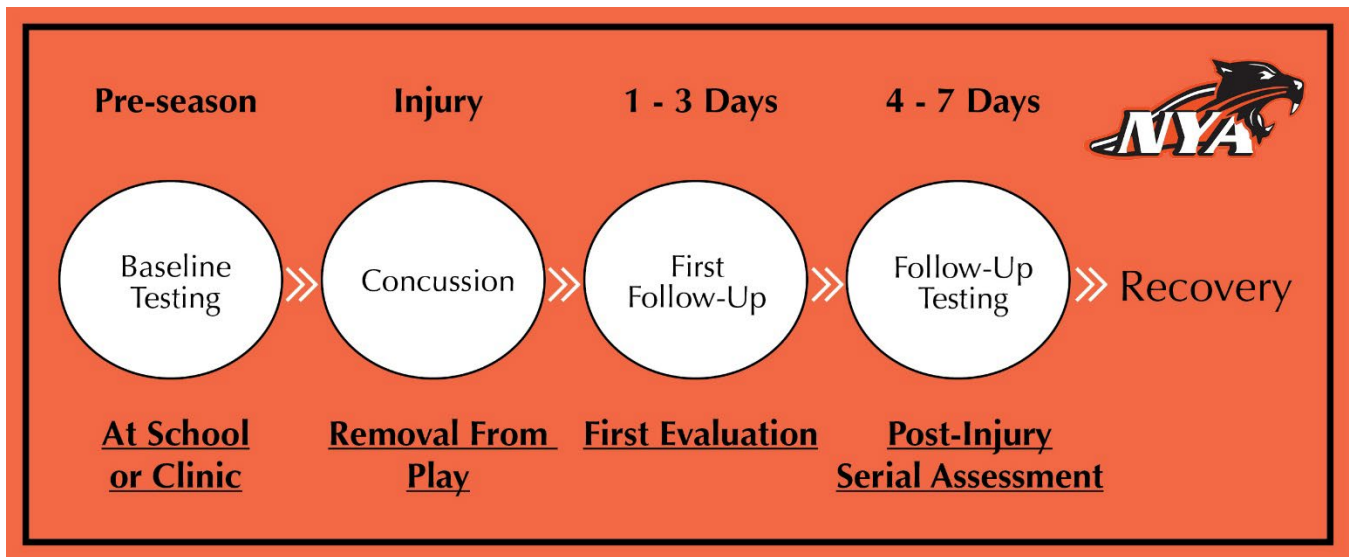 Pre-season
Injury
1 - 3 Days
4 - 7 Days
NYA
Baseline
Testing
Concussion
First
Follow-Up
Follow-Up
Testing
Recovery
At School
or Clinic
Removal From
Play
First Evaluation
Post-Injury
Serial Assessment